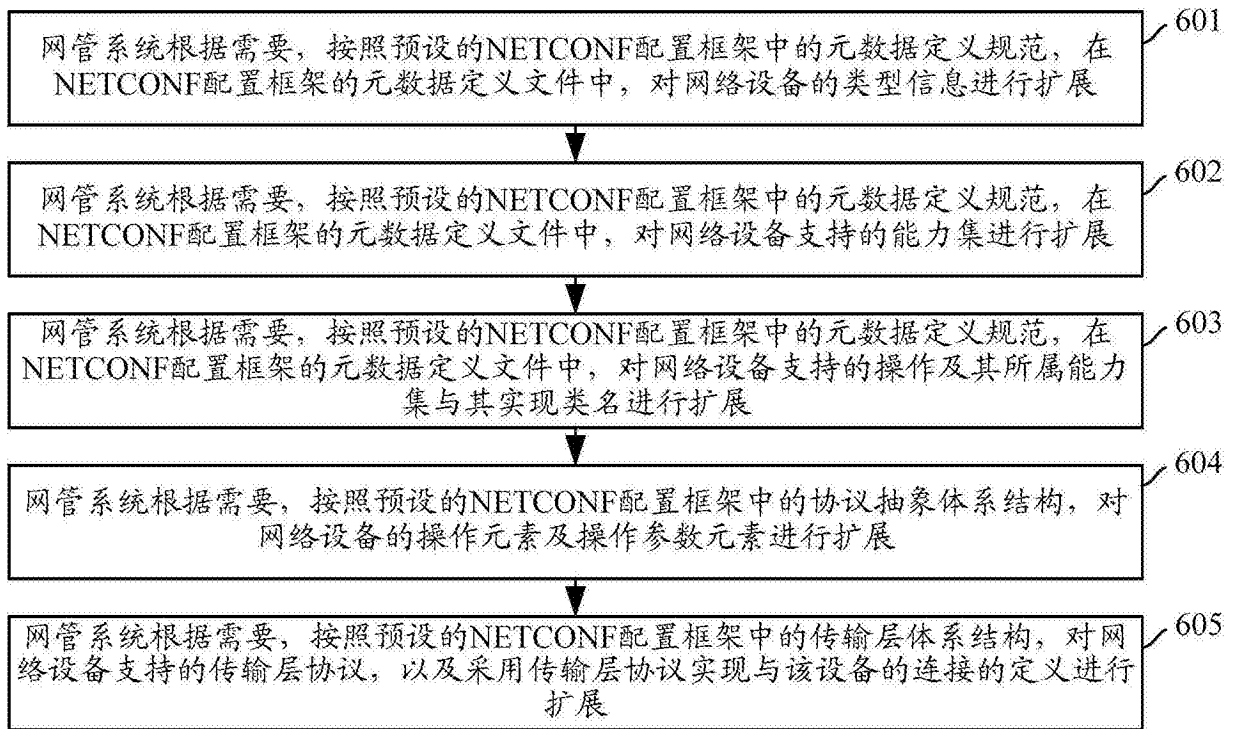 601
网管系统根据需要，按照预设的NETCONF配置框架中的元数据定义规范，在
NETCONF配置框架的元数据定义文件中，对网络设备的类型信息进行扩展
602
网管系统根据需要，按照预设的NETCONF配置框架中的元数据定义规范，在
NETCONF配置框架的元数据定义文件中，对网络设备支持的能力集进行扩展
603
网管系统根据需要，按照预设的NETCONF配置框架中的元数据定义规范，在
NETCONF配置框架的元数据定义文件中，对网络设备支持的操作及其所属能力
集与其实现类名进行扩展
604
网管系统根据需要，按照预设的NETCONF配置框架中的协议抽象体系结构，对
网络设备的操作元素及操作参数元素进行扩展
605
网管系统根据需要，按照预设的NETCONF配置框架中的传输层体系结构，对网
络设备支持的传输层协议，以及采用传输层协议实现与该设备的连接的定义进行
扩展